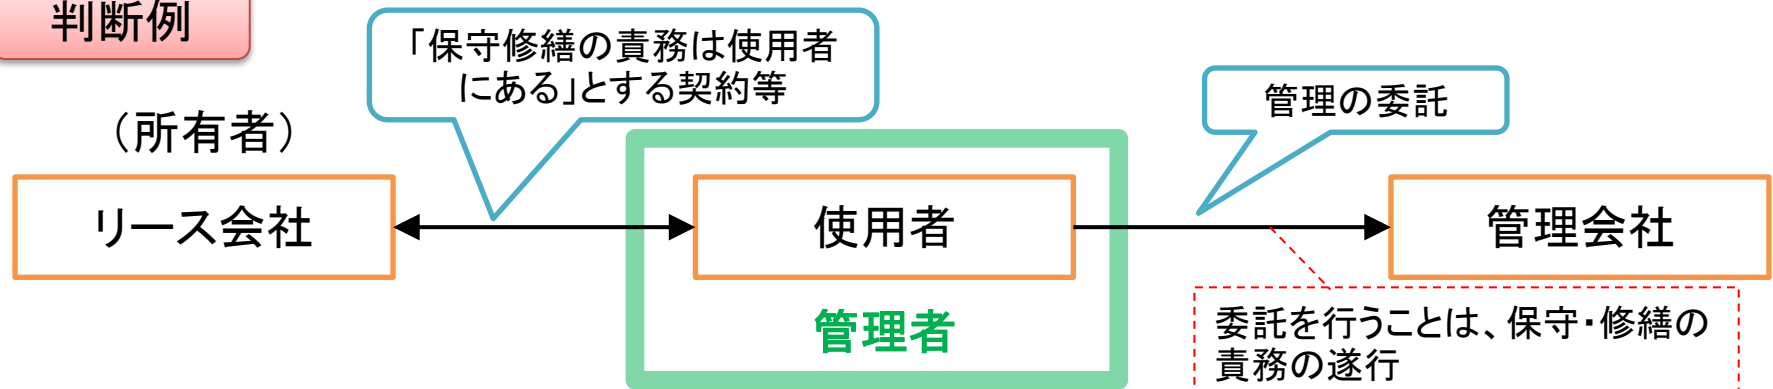 判断例
「保守修繕の責務は使用者
にある」とする契約等
管理の委託
（所有者）
リース会社
使用者
管理会社
管理者
委託を行うことは、保守・修繕の
責務の遂行